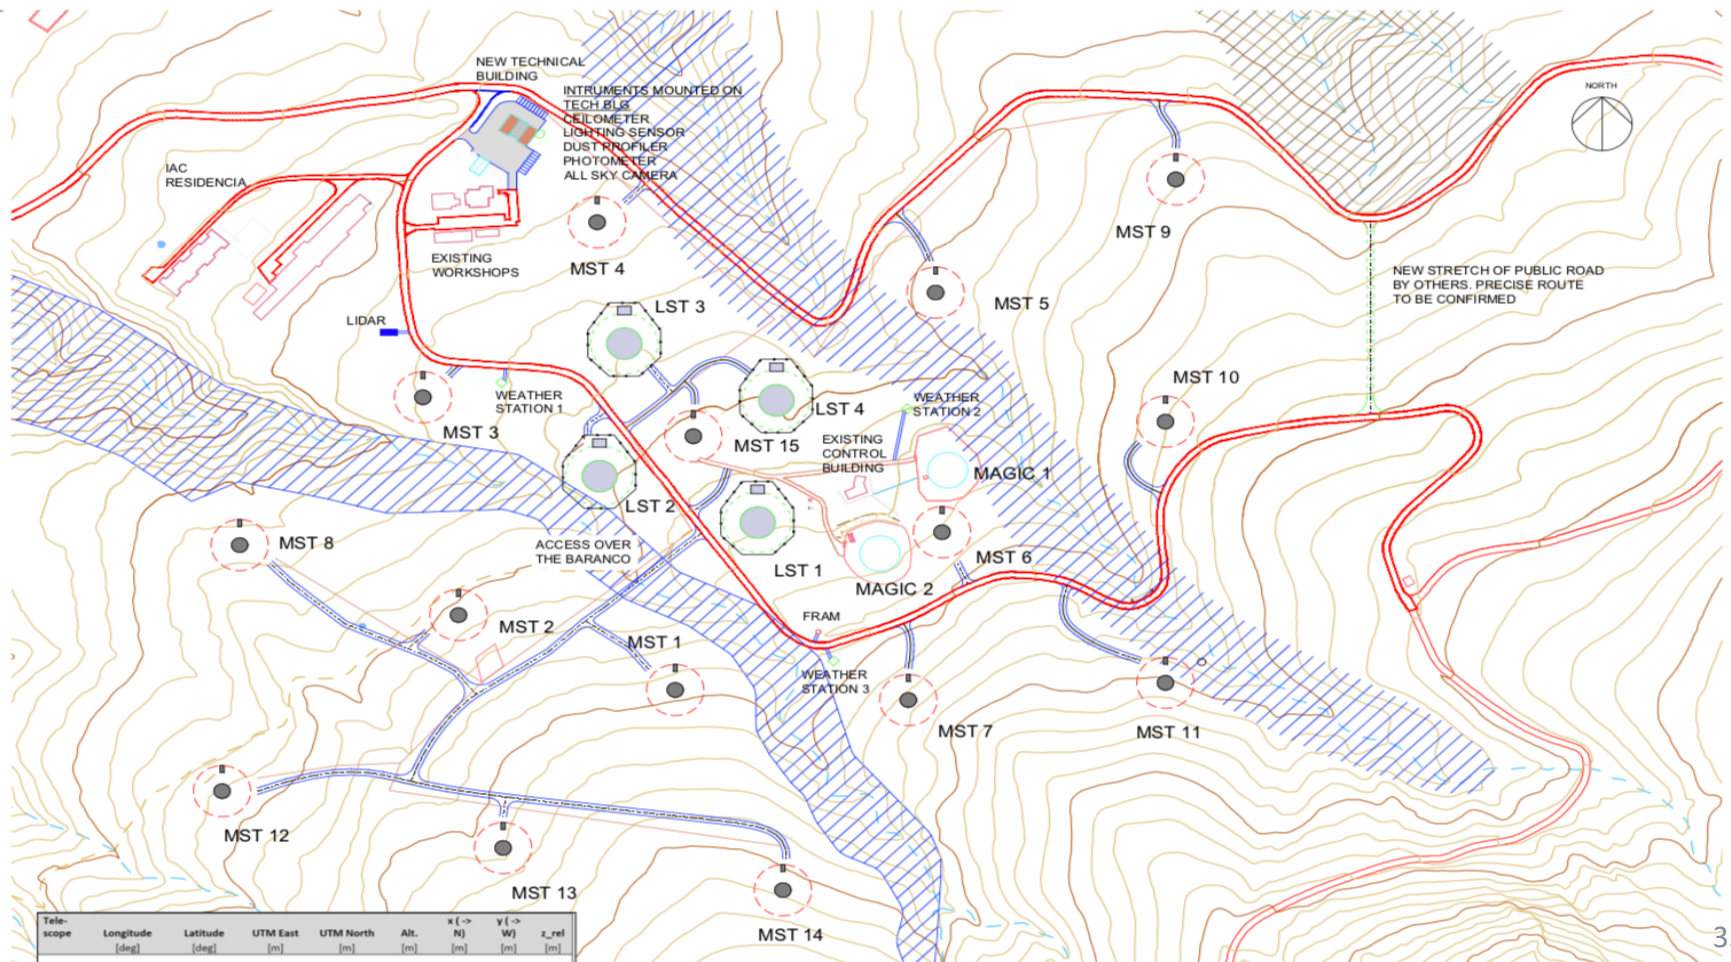 NEW TECHNICAL
BUILDING
INTRUMENTS MOUNTED ON
TECH BLG
CEILOMETER
LIGHTING SENSOR
DUST PROFILER
PHOTOMETER
ALL SKY CAMERA
NORTH
IAC
RESIDENCIA
MST 9
EXISTING
WORKSHOPS
MST 4
NEW STRETCH OF PUBLIC ROAD
BY OTHERS. PRECISE ROUTE
TO BE CONFIRMED
LST 3
MST 5
LIDAR
MST 10
WEATHER
STATION 1
LST 4
WEATHER
STATION 2
MST 3
MST 15
EXISTING
CONTROL
BUILDING
MAGIC 1
LST 2
MST 8
ACCESS OVER
THE BARANCO
LST 1
MST 6
MAGIC 2
FRAM
MST 2
MST 1
WEATHER
STATION 3
MST 7
MST 11
MST 12
MST 13
MST 14
Tele-
scope Longitude Latitude UTM East UTM North Alt. x ( -> N) y ( -> W) z_rel
[deg] [deg] [m] [m] [m] [m] [m] [m]
3